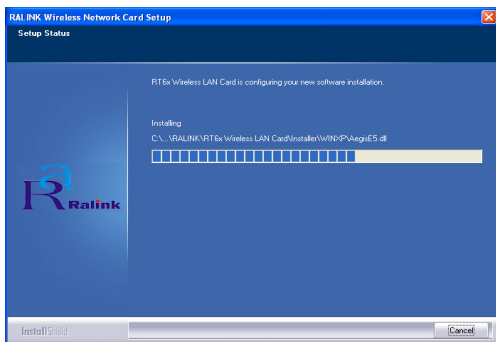 RALINK Wireless Network Card Setup
Setup Status
RT6x Wireless LAN Card is configuring your new software installation.
Installing
C:\...\RALINK\RT6x Wireless LAN Card\Installer\WINXP\AegisE5.dll
Ralink
InstallShield
Cancel